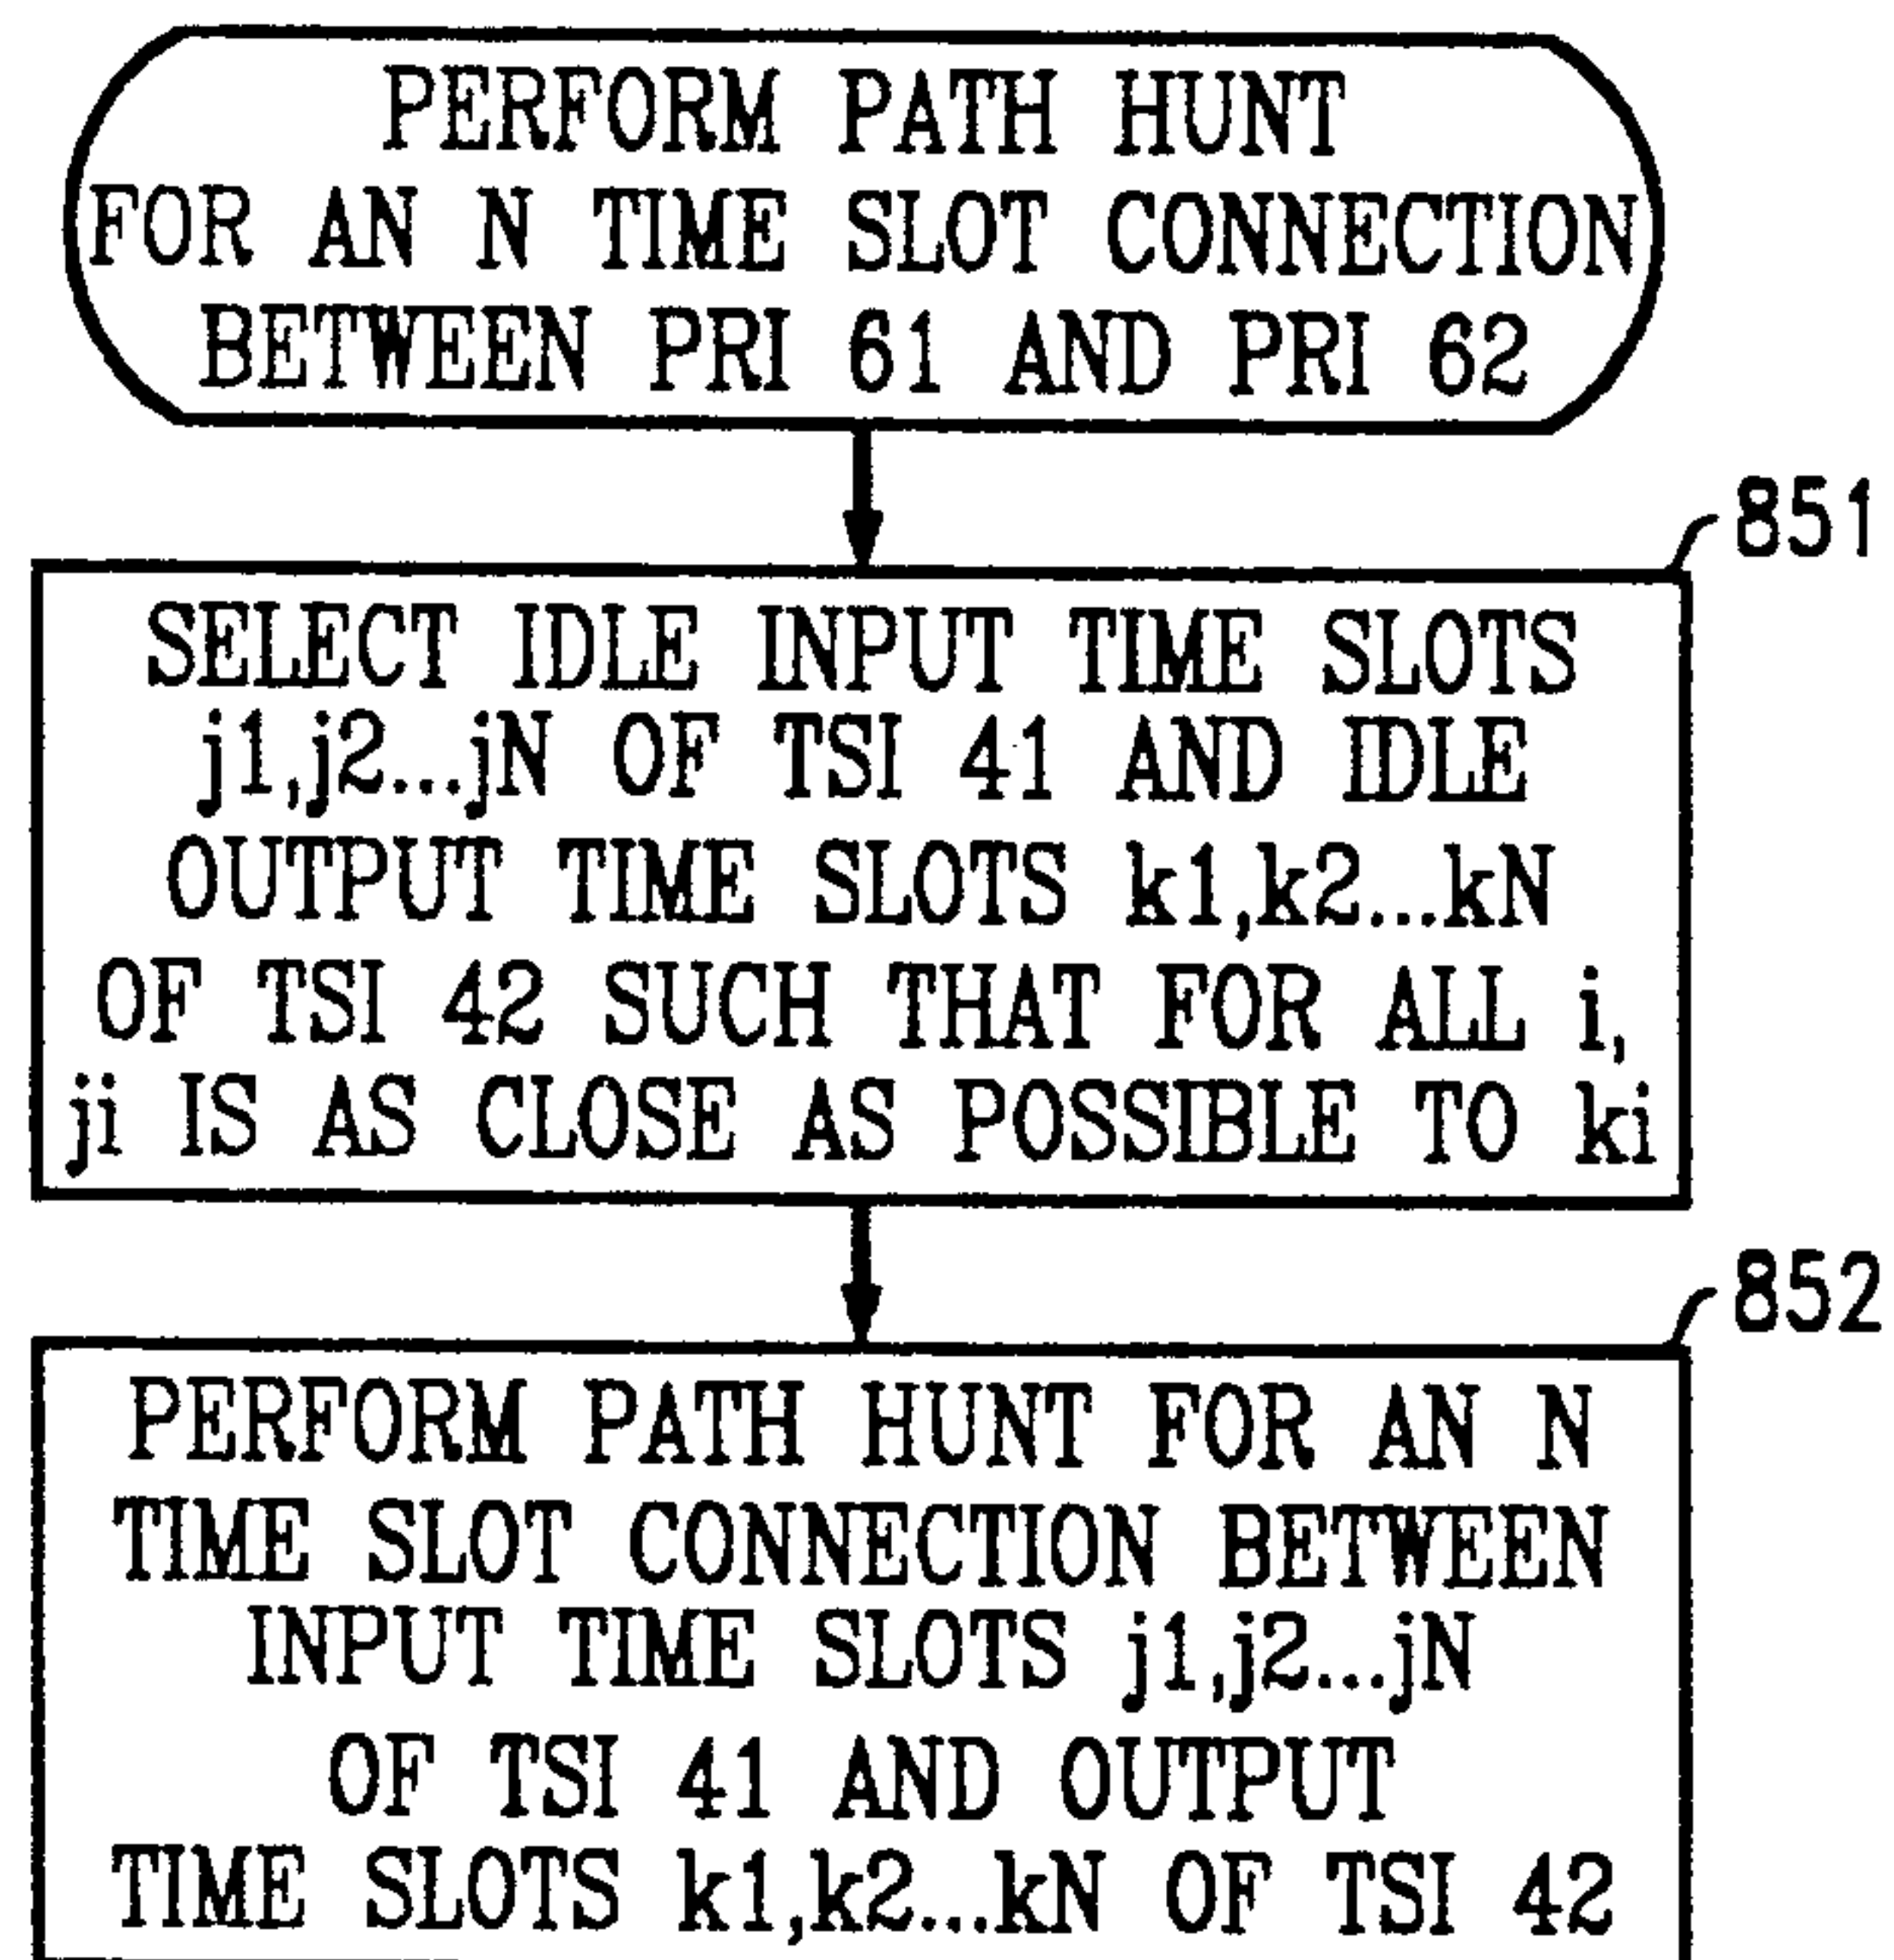 PERFORM PATH HUNT
FOR AN N TIME SLOT CONNECTION
BETWEEN PRI 61 AND PRI 62
851
SELECT IDLE INPUT TIME SLOTS
j1,j2...jN OF TSI 41 AND IDLE
OUTPUT TIME SLOTS k1,k2...kN
OF TSI 42 SUCH THAT FOR ALL i,
ji IS AS CLOSE AS POSSIBLE TO ki
852
PERFORM PATH HUNT FOR AN N
TIME SLOT CONNECTION BETWEEN
INPUT TIME SLOTS j1,j2...jN
OF TSI 41 AND OUTPUT
TIME SLOTS k1,k2...kN OF TSI 42